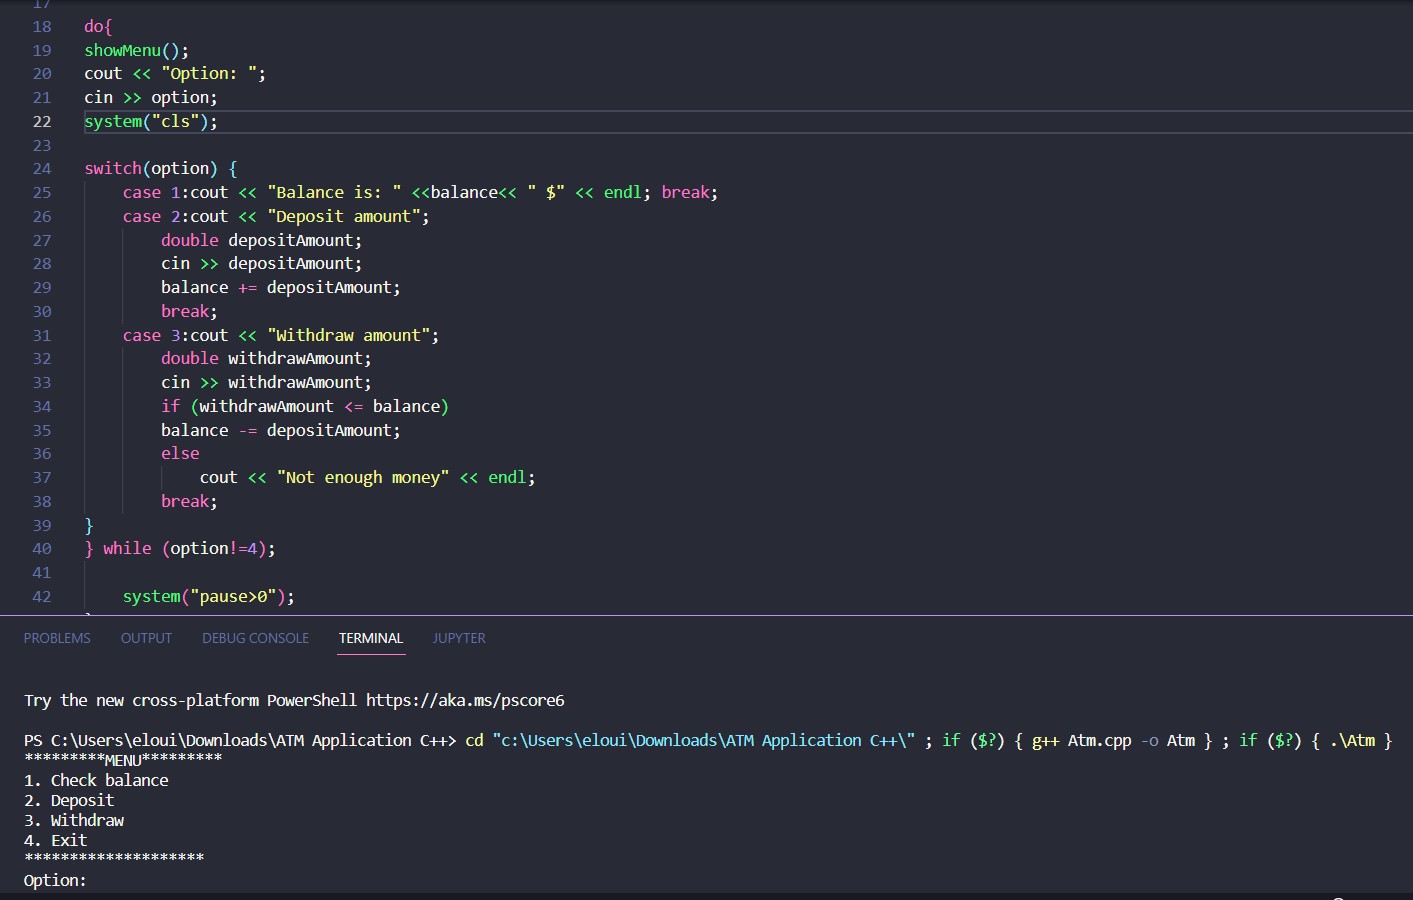 17
18 do{
19 showMenu();
20 cout << "Option: ";
21 cin >> option;
22 system("cls");
23
24 switch(option) {
25 case 1:cout << "Balance is: " <<balance<< " $" << endl; break;
26 case 2:cout << "Deposit amount";
27 double depositAmount;
28 cin >> depositAmount;
29 balance += depositAmount;
30 break;
31 case 3:cout << "Withdraw amount";
32 double withdrawAmount;
33 cin >> withdrawAmount;
34 if (withdrawAmount <= balance)
35 balance -= depositAmount;
36 else
37 cout << "Not enough money" << endl;
38 break;
39 }
40 } while (option!=4);
41
42 system("pause>0");
PROBLEMS OUTPUT DEBUG CONSOLE TERMINAL JUPYTER
Try the new cross-platform PowerShell https://aka.ms/pscore6
PS C:\Users\eloui\Downloads\ATM Application C++> cd "c:\Users\eloui\Downloads\ATM Application C++\" ; if ($?) { g++ Atm.cpp -o Atm } ; if ($?) { .\Atm }
*********MENU*********
1. Check balance
2. Deposit
3. Withdraw
4. Exit
********************
Option: